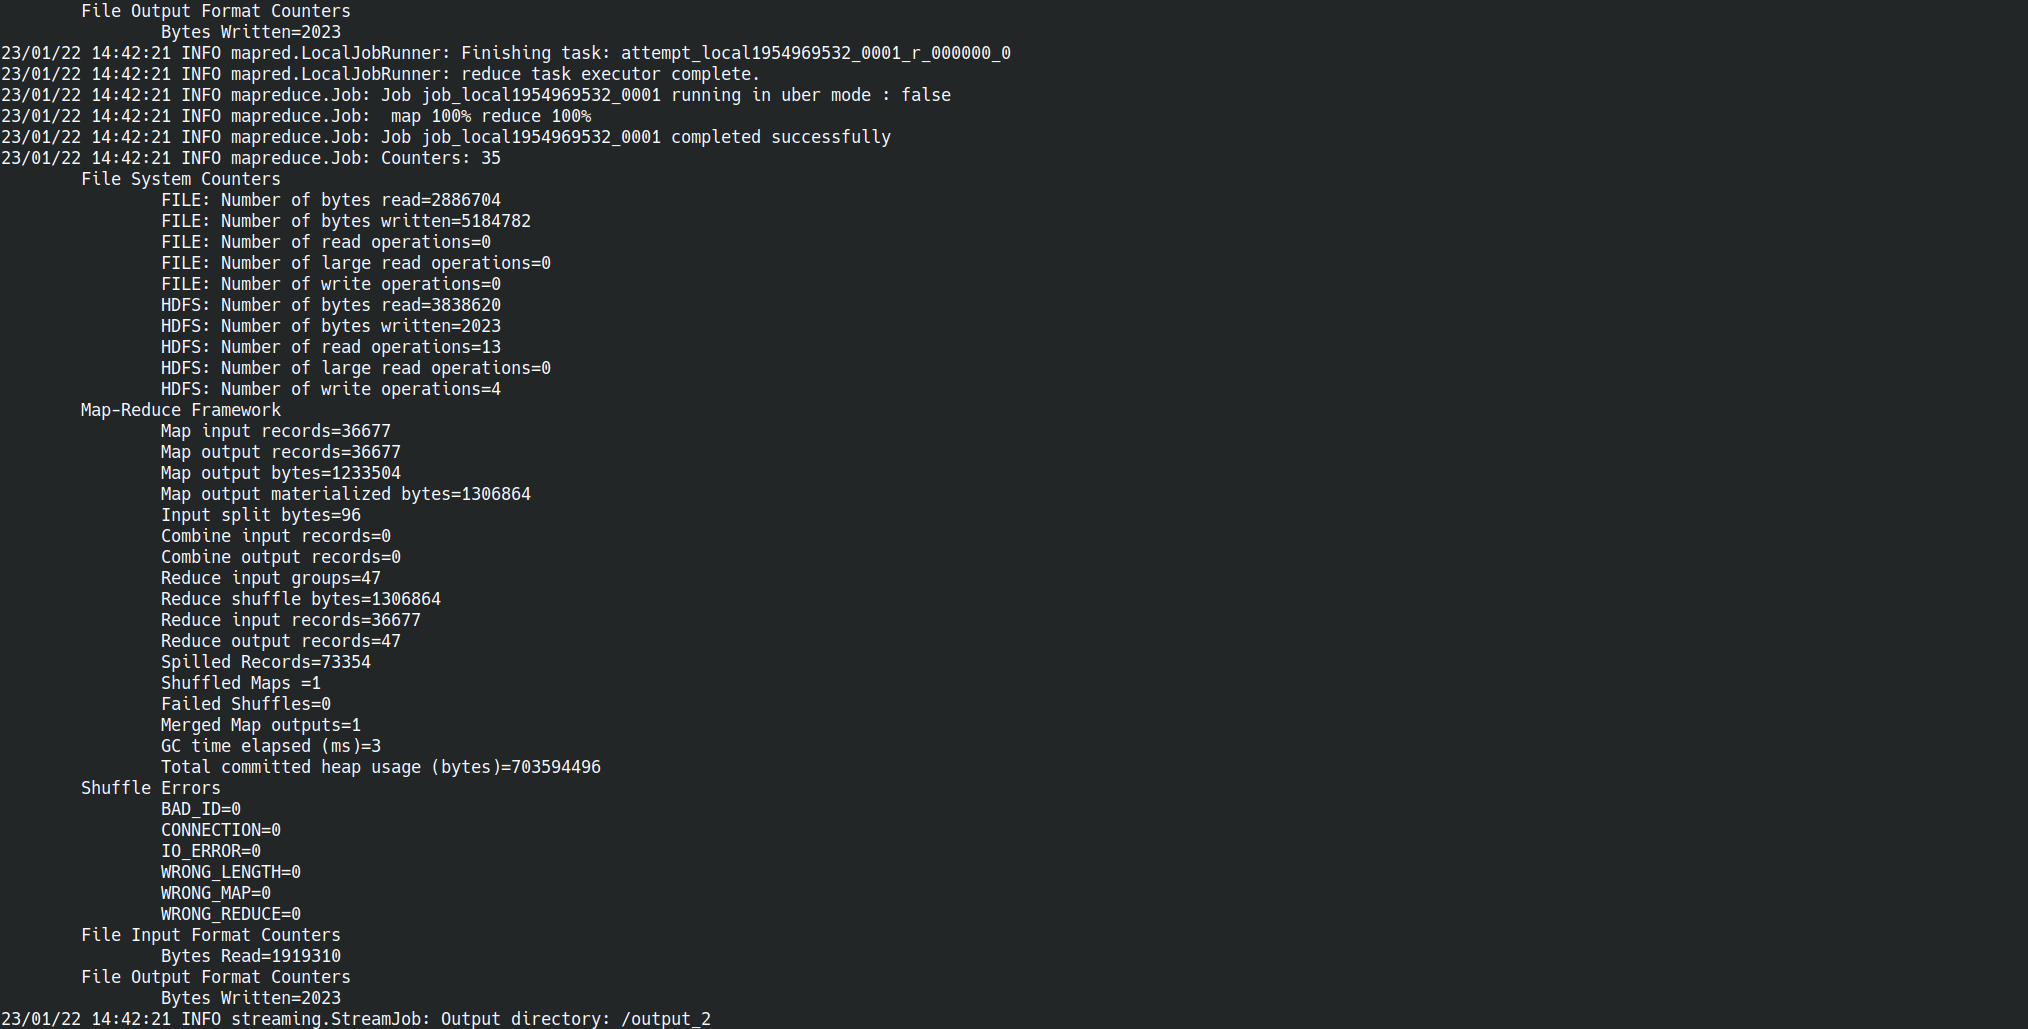 File Output Format Counters
Bytes Written=2023
23/01/22 14:42:21 INFO mapred.LocalJobRunner: Finishing task: attempt_local1954969532_0001_r_000000_0
23/01/22 14:42:21 INFO mapred.LocalJobRunner: reduce task executor complete.
23/01/22 14:42:21 INFO mapreduce.Job: Job job_local1954969532_0001 running in uber mode : false
23/01/22 14:42:21 INFO mapreduce.Job:  map 100% reduce 100%
23/01/22 14:42:21 INFO mapreduce.Job: Job job_local1954969532_0001 completed successfully
23/01/22 14:42:21 INFO mapreduce.Job: Counters: 35
File System Counters
FILE: Number of bytes read=2886704
FILE: Number of bytes written=5184782
FILE: Number of read operations=0
FILE: Number of large read operations=0
FILE: Number of write operations=0
HDFS: Number of bytes read=3838620
HDFS: Number of bytes written=2023
HDFS: Number of read operations=13
HDFS: Number of large read operations=0
HDFS: Number of write operations=4
Map-Reduce Framework
Map input records=36677
Map output records=36677
Map output bytes=1233504
Map output materialized bytes=1306864
Input split bytes=96
Combine input records=0
Combine output records=0
Reduce input groups=47
Reduce shuffle bytes=1306864
Reduce input records=36677
Reduce output records=47
Spilled Records=73354
Shuffled Maps =1
Failed Shuffles=0
Merged Map outputs=1
GC time elapsed (ms)=3
Total committed heap usage (bytes)=703594496
Shuffle Errors
BAD_ID=0
CONNECTION=0
IO_ERROR=0
WRONG_LENGTH=0
WRONG_MAP=0
WRONG_REDUCE=0
File Input Format Counters
Bytes Read=1919310
File Output Format Counters
Bytes Written=2023
23/01/22 14:42:21 INFO streaming.StreamJob: Output directory: /output_2